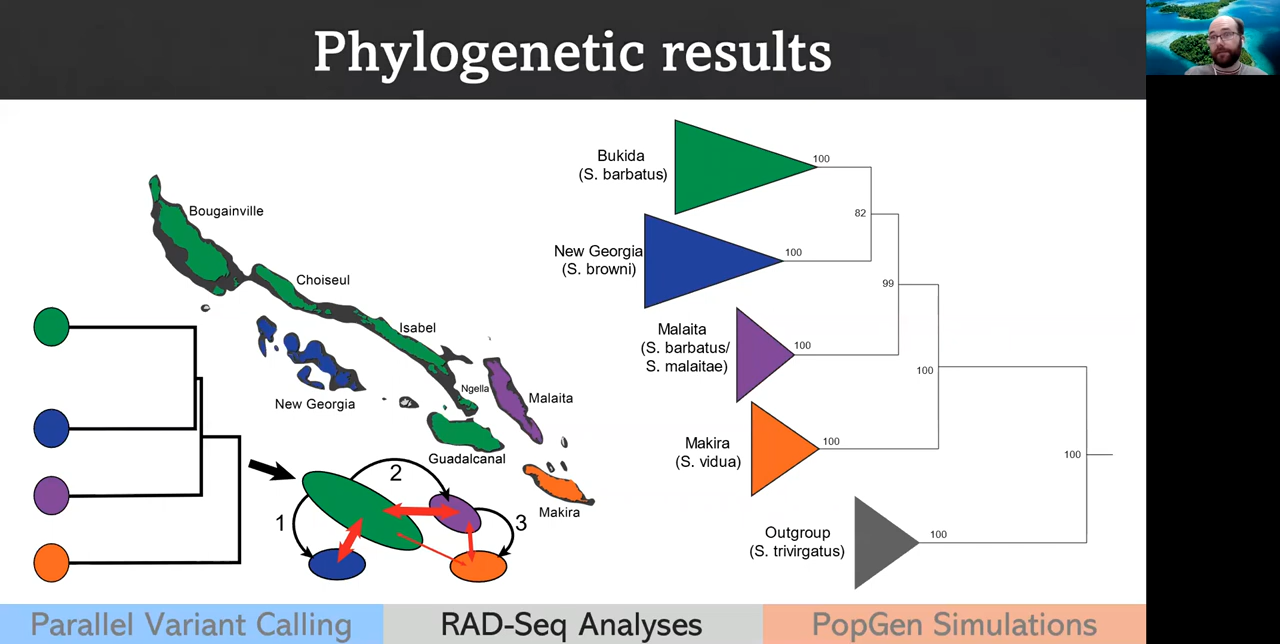 Phylogenetic results
Bougainville
Choiseul
Isabel
Ngella
New Georgia
Malaita
Guadalcanal
Makira
1
2
3
Bukida
(S. barbatus)
100
82
New Georgia
(S. browni)
100
99
Malaita
(S. barbatus/
S. malaitae)
100
100
Makira
(S. vidua)
100
100
Outgroup
(S. trivirgatus)
100
Parallel Variant Calling
RAD-Seq Analyses
PopGen Simulations